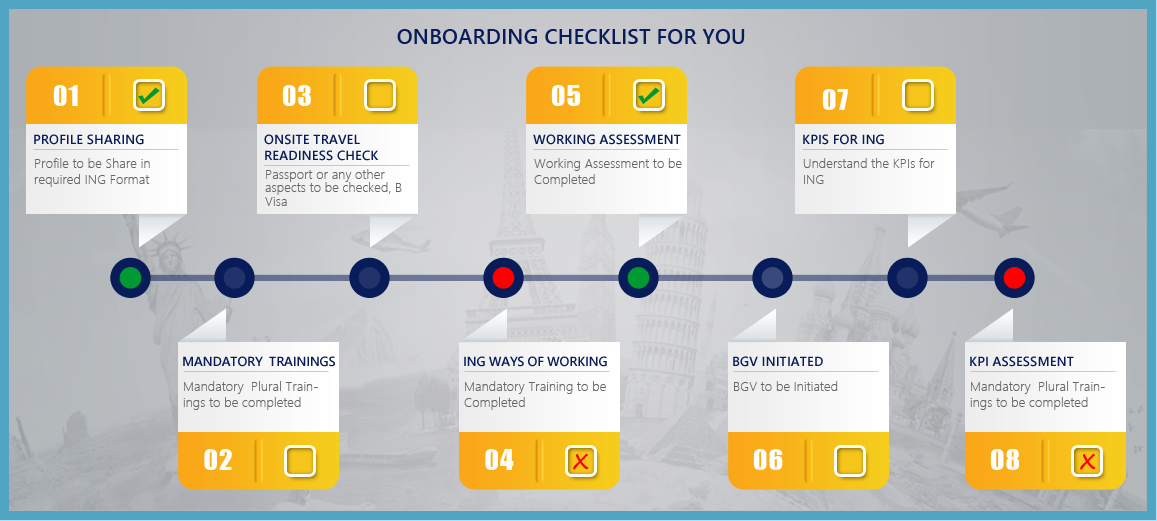 ONBOARDING CHECKLIST FOR YOU
01
PROFILE SHARING
Profile to be Share in
required ING Format
03
ONSITE TRAVEL
READINESS CHECK
Passport or any other
aspects to be checked, B
Visa
05
WORKING ASSESSMENT
Working Assessment to be
Completed
07
KPIS FOR ING
Understand the KPIs for
ING
MANDATORY  TRAININGS
Mandatory  Plural Train-
ings to be completed
02
ING WAYS OF WORKING
Mandatory Training to be
Completed
04
BGV INITIATED
BGV to be Initiated
06
KPI ASSESSMENT
Mandatory  Plural Train-
ings to be completed
08